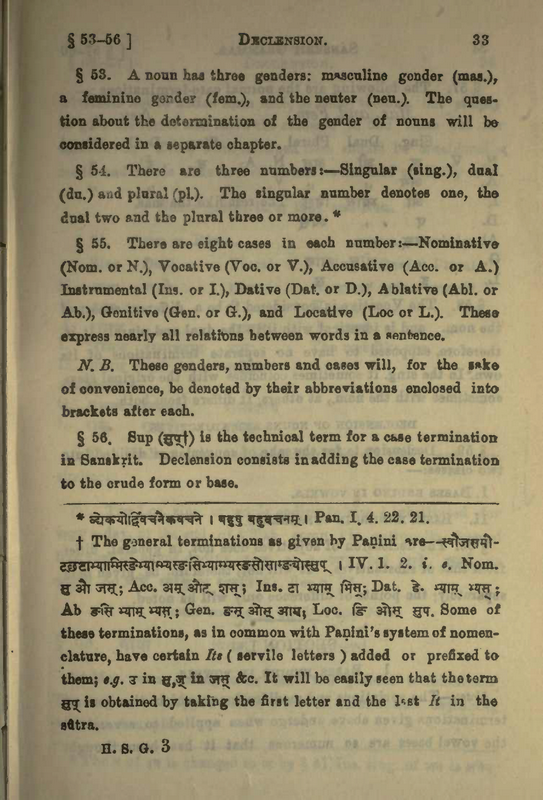 § 53-56 ] DECLENSION. 33
§ 53. A noun has three genders: masculine gender (mas.),
a feminine gender (fem.), and the neuter (neu.). The ques-
tion about the determination of the gender of nouns will be
considered in a separate chapter.
§ 54. There are three numbers:—Singular (sing.), dual
(du.) and plural (pl.). The singular number denotes one, the
dual two and the plural three or more. *
§ 55. There are eight cases in each number:—Nominative
(Nom. or N.), Vocative (Voc. or V.), Accusative (Acc. or A.)
Instrumental (Ins. or I.), Dative (Dat. or D.), Ablative (Abl. or
Ab.), Genitive (Gen. or G.), and Locative (Loc or L.). These
express nearly all relations between words in a sentence.
N. B. These genders, numbers and cases will, for the sake
of convenience, be denoted by their abbreviations enclosed into
brackets after each.
§ 56. Sup (सुप्†) is the technical term for a case termination
in Sanskṛit. Declension consists in adding the case termination
to the crude form or base.
* द्व्येकयोर्द्विवचनैकवचने । बहुषु बहुवचनम् । Pan. I. 4. 22. 21.
† The general terminations as given by Paṇini are—स्वौजसमौ-
टछष्टाभ्याम्भिस्ङेभ्याम्भ्यस्ङसिभ्याम्भ्यस्ङसोसाम्ङ्योस्सुप् । IV. 1. 2. i. e. Nom.
सु औ जस्; Acc. अम् औट् शस्; Ins. टा भ्याम् भिस्; Dat. ङे. भ्याम् भ्यस्;
Ab ङसि भ्याम् भ्यस्; Gen. ङस् ओस् आम्; Loc. ङि ओस् सुप. Some of
these terminations, as in common with Paṇini's system of nomen-
clature, have certain Its ( servile letters ) added or prefixed to
them; e.g. उ in सु, ज् in जस् &c. It will be easily seen that the term
सुप् is obtained by taking the first letter and the last It in the
sūtra.
H. S. G. 3